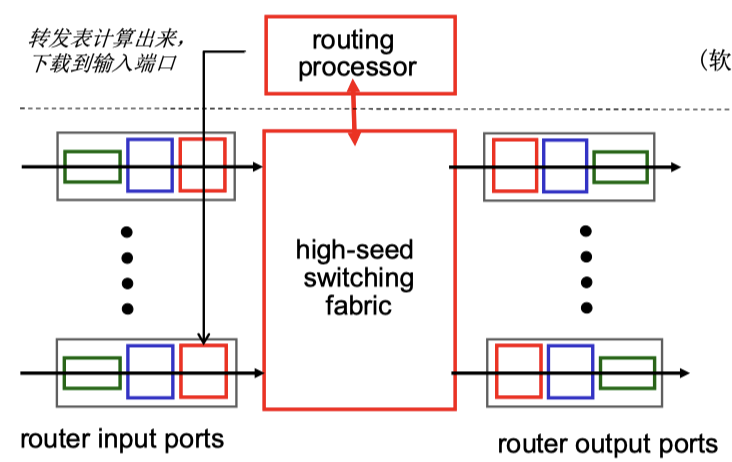 转发表计算出来，
下载到输入端口
routing
processor
（软
high-seed
switching
fabric
router input ports
router output ports